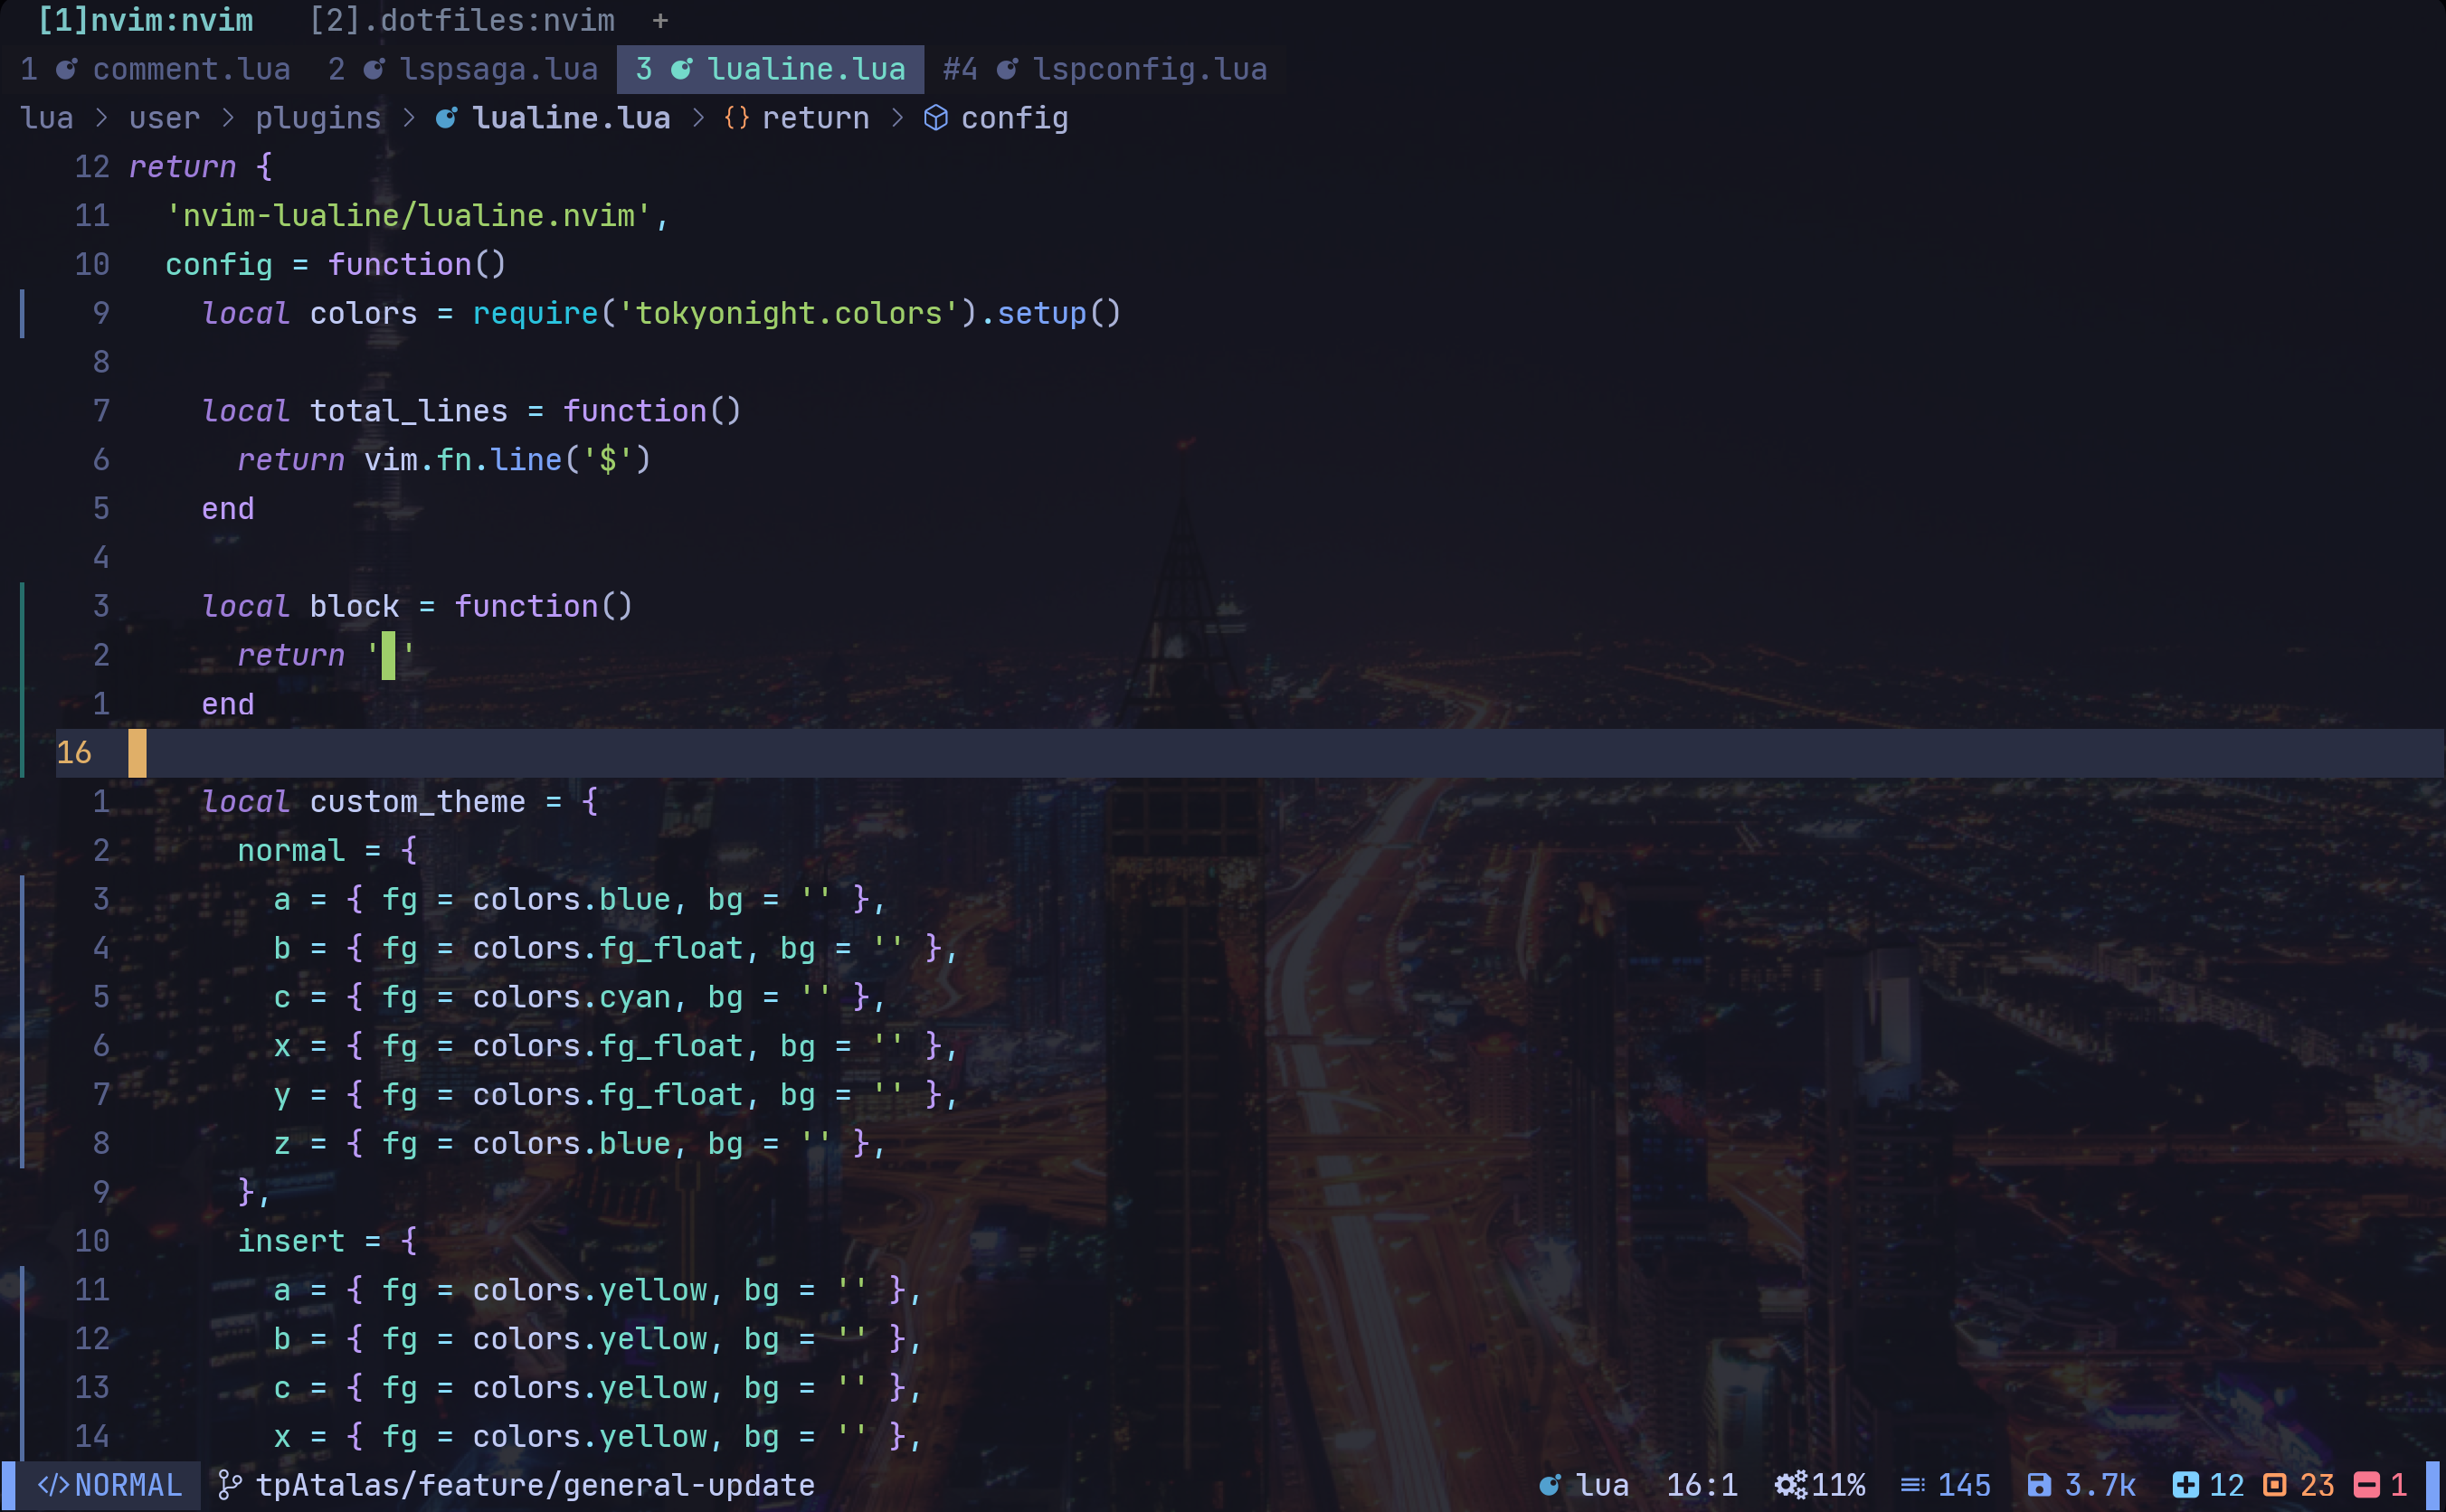 [1]nvim:nvim [2].dotfiles:nvim +
1 comment.lua 2 lspsaga.lua 3 lualine.lua #4 lspconfig.lua
lua > user > plugins > lualine.lua > {} return > config
12 return {
11 'nvim-lualine/lualine.nvim',
10 config = function()
9 local colors = require('tokyonight.colors').setup()
8
7 local total_lines = function()
6 return vim.fn.line('$')
5 end
4
3 local block = function()
2 return '█'
1 end
16
1 local custom_theme = {
2 normal = {
3 a = { fg = colors.blue, bg = '' },
4 b = { fg = colors.fg_float, bg = '' },
5 c = { fg = colors.cyan, bg = '' },
6 x = { fg = colors.fg_float, bg = '' },
7 y = { fg = colors.fg_float, bg = '' },
8 z = { fg = colors.blue, bg = '' },
9 },
10 insert = {
11 a = { fg = colors.yellow, bg = '' },
12 b = { fg = colors.yellow, bg = '' },
13 c = { fg = colors.yellow, bg = '' },
14 x = { fg = colors.yellow, bg = '' },
</>NORMAL tpAtalas/feature/general-update lua 16:1 11% 145 3.7k 12 23 1